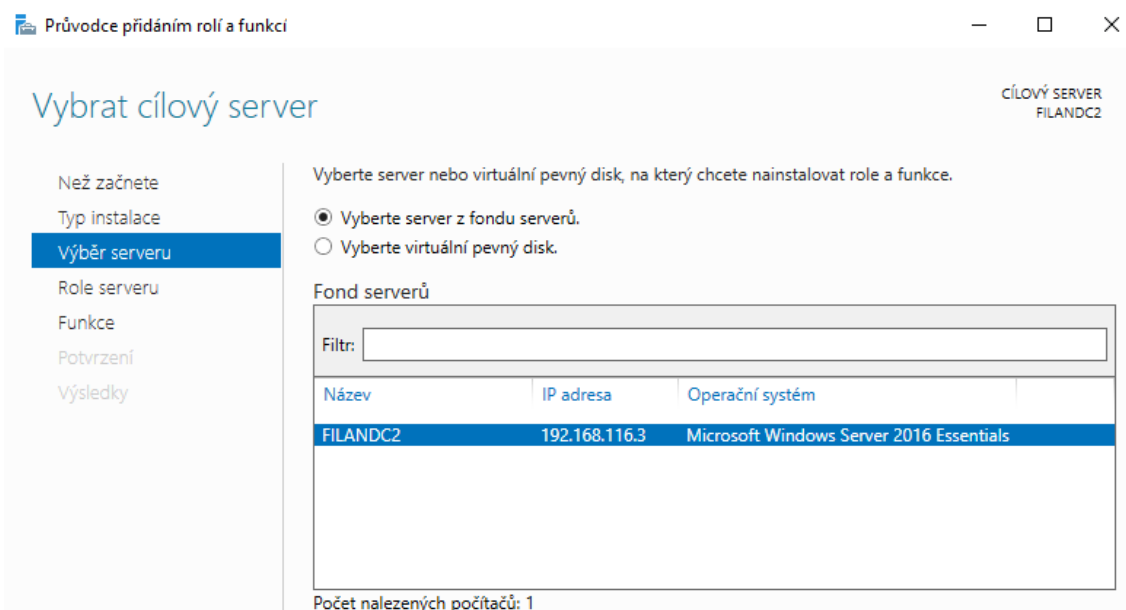 Průvodce přidáním rolí a funkcí
Vybrat cílový server
CÍLOVÝ SERVER
FILANDC2
Než začnete
Typ instalace
Výběr serveru
Role serveru
Funkce
Potvrzení
Výsledky
Vyberte server nebo virtuální pevný disk, na který chcete nainstalovat role a funkce.
Vyberte server z fondu serverů.
Vyberte virtuální pevný disk.
Fond serverů
Filtr:
Název IP adresa Operační systém
FILANDC2 192.168.116.3 Microsoft Windows Server 2016 Essentials
Počet nalezených počítačů: 1